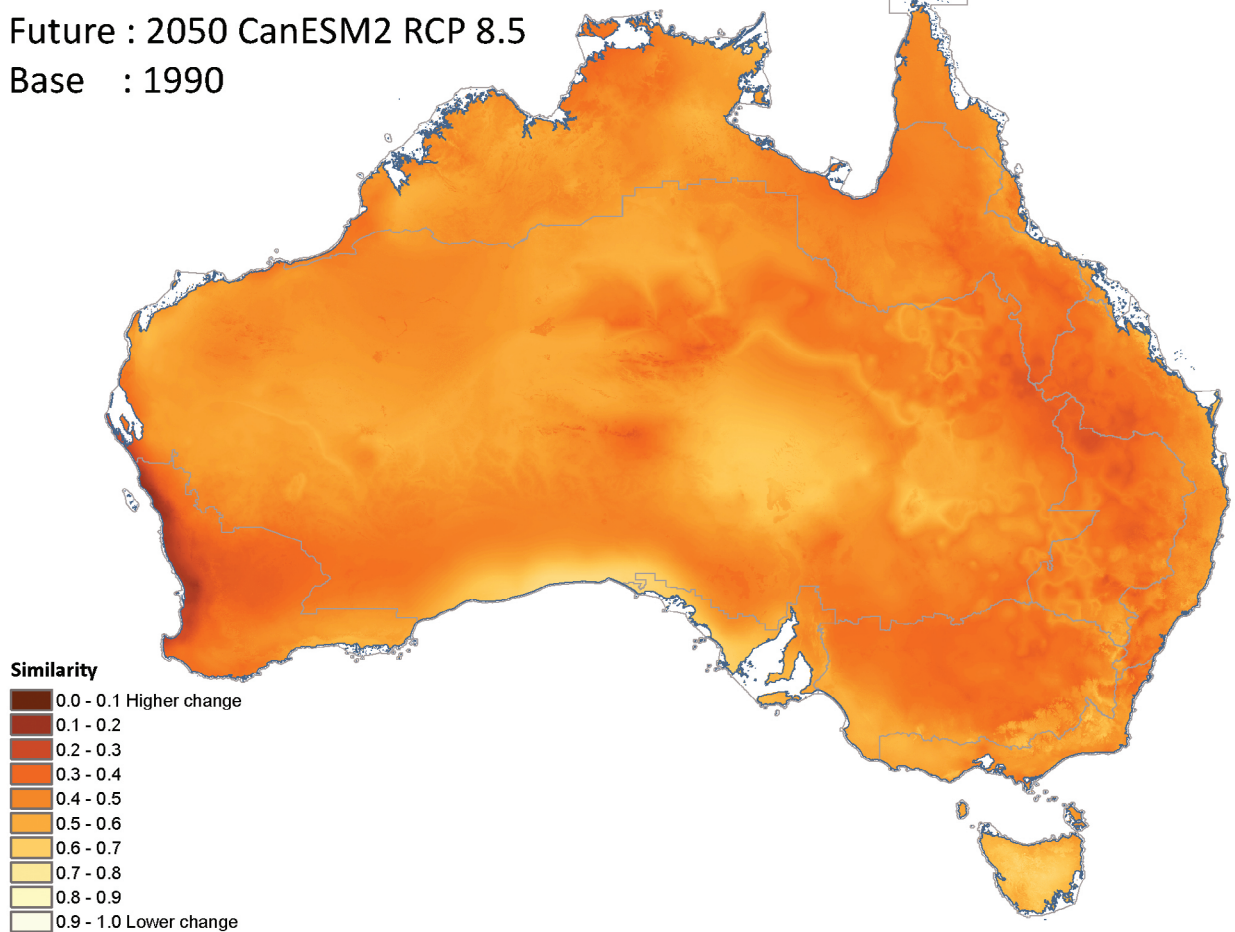 Future : 2050 CanESM2 RCP 8.5
Base : 1990
Similarity
0.0 - 0.1 Higher change
0.1 - 0.2
0.2 - 0.3
0.3 - 0.4
0.4 - 0.5
0.5 - 0.6
0.6 - 0.7
0.7 - 0.8
0.8 - 0.9
0.9 - 1.0 Lower change